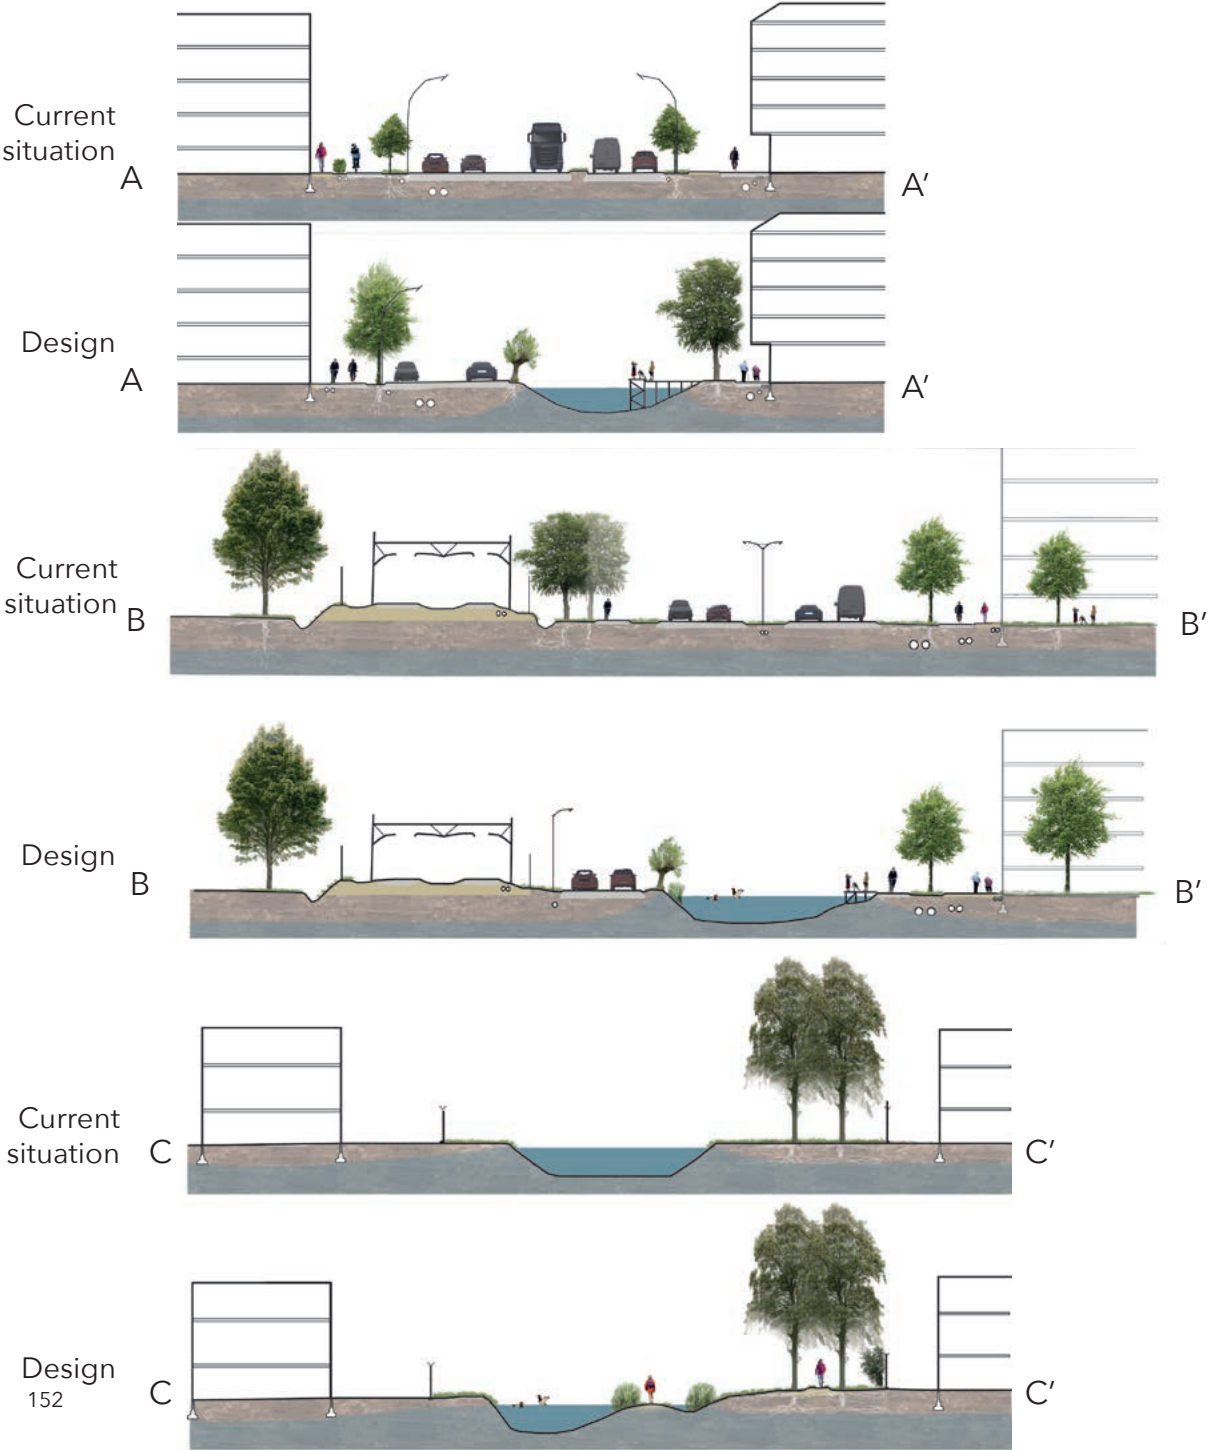 Current
situation
A A′
Design
A A′
Current
situation
B B′
Design
B B′
Current
situation C C′
Design
152 C C′